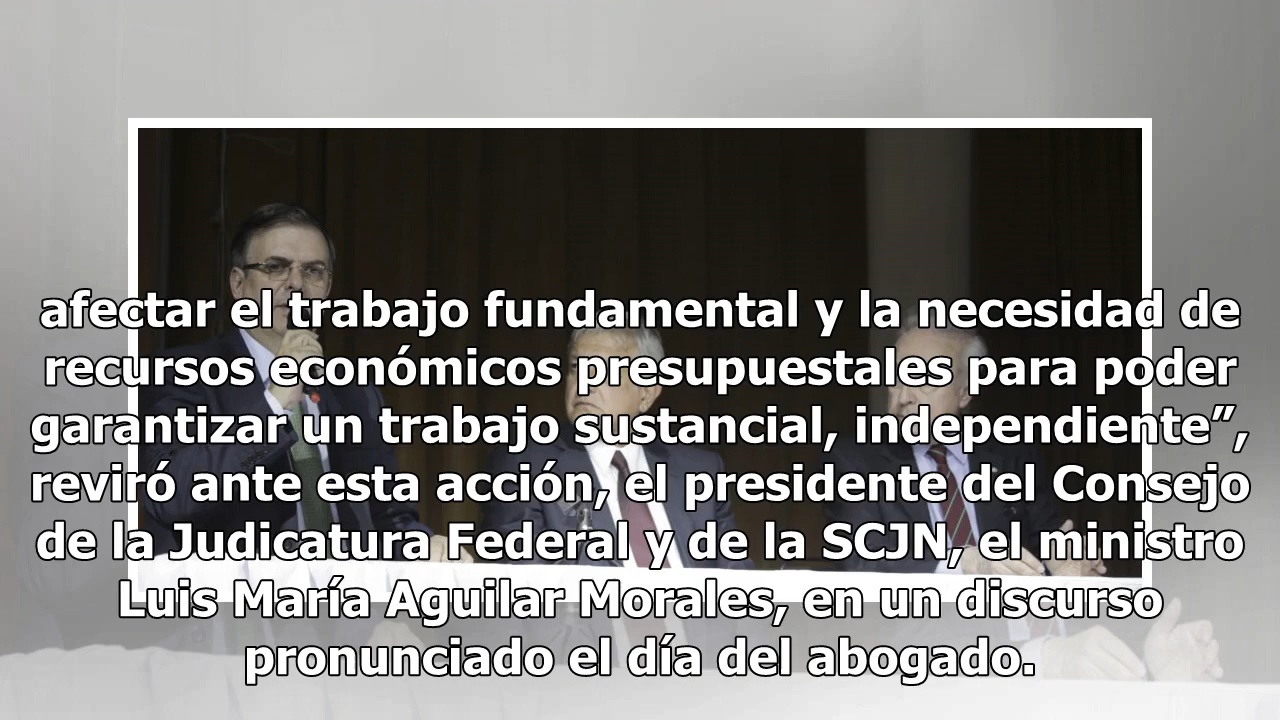 afectar el trabajo fundamental y la necesidad de
recursos económicos presupuestales para poder
garantizar un trabajo sustancial, independiente”,
reviró ante esta acción, el presidente del Consejo
de la Judicatura Federal y de la SCJN, el ministro
Luis María Aguilar Morales, en un discurso
pronunciado el día del abogado.